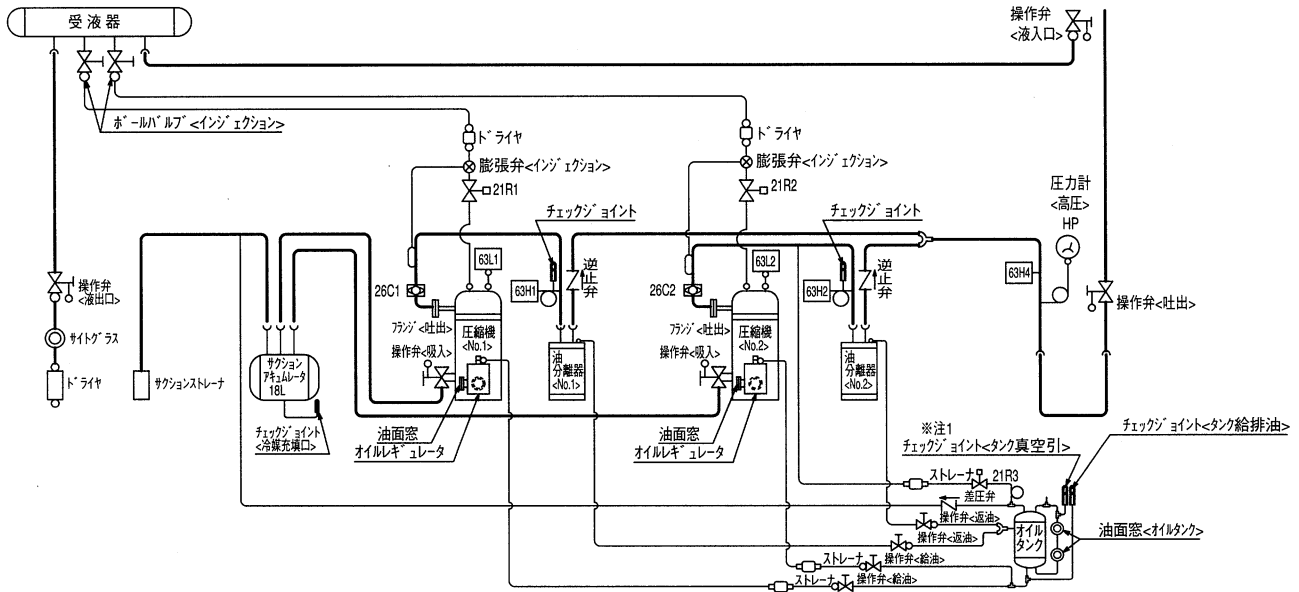 受液器
操作弁
<液入口>
ボールバルブ<インジェクション>
ドライヤ
膨張弁<インジェクション>
21R1
ドライヤ
膨張弁<インジェクション>
21R2
圧力計
<高圧>
HP
チェックジョイント
チェックジョイント
63L1
63L2
63H1
63H2
63H4
逆止弁
逆止弁
26C1
26C2
操作弁
<液出口>
サイトグラス
ドライヤ
サクションストレーナ
サクション
アキュムレータ
18L
チェックジョイント
<冷媒充填口>
フランジ<吐出>
操作弁<吸入>
圧縮機
<No.1>
油
分離器
<No.1>
フランジ<吐出>
操作弁<吸入>
圧縮機
<No.2>
油
分離器
<No.2>
操作弁<吐出>
油面窓
オイルレギュレータ
油面窓
オイルレギュレータ
※注1
チェックジョイント<タンク真空引>
チェックジョイント<タンク給排油>
ストレーナ
21R3
差圧弁
操作弁<返油>
操作弁<返油>
オイル
タンク
油面窓<オイルタンク>
ストレーナ
操作弁<給油>
ストレーナ
操作弁<給油>